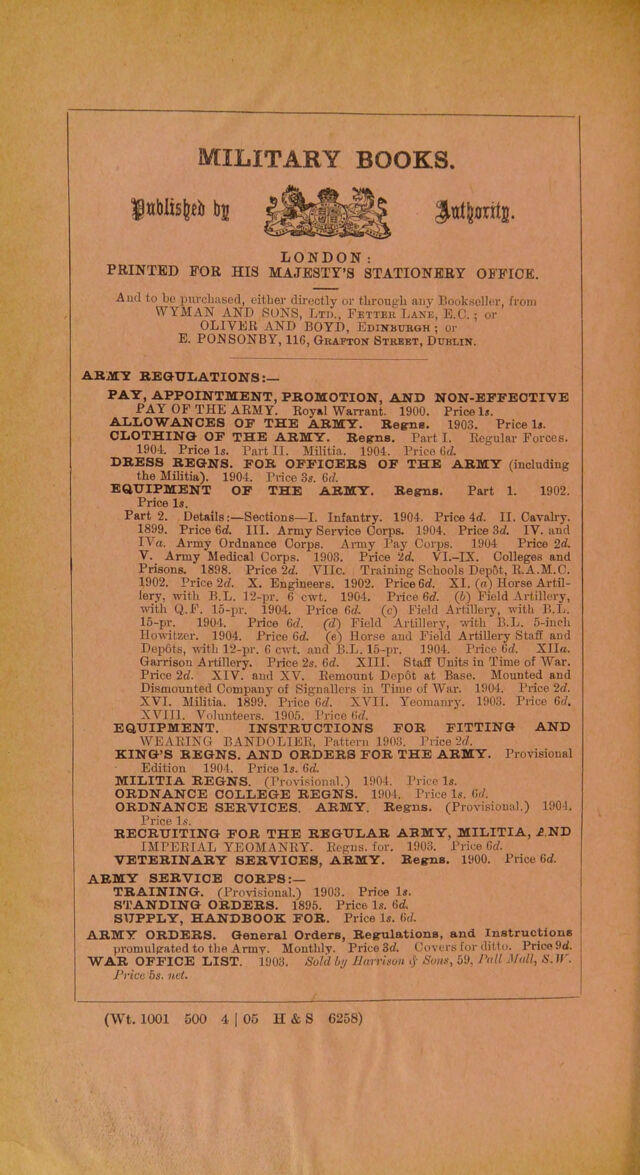 MILITARY BOOKS.
Published by Authority.
LONDON:
PRINTED FOR HIS MAJESTY'S STATIONERY OFFICE.
And to be purchased, either directly or through any Bookseller, from
WYMAN AND SONS, LTD., FETTER LANE, E.C.; or
OLIVER AND BOYD, EDINBURGH; or
E. PONSONBY, 116, GRAFTON STREET, DUBLIN.
ARMY REGULATIONS:—
PAY, APPOINTMENT, PROMOTION, AND NON-EFFECTIVE
PAY OF THE ARMY. Royal Warrant. 1900. Price 1s.
ALLOWANCES OF THE ARMY. Regns. 1903. Price 1s.
CLOTHING OF THE ARMY. Regns. Part I. Regular Forces.
1904. Price 1s. Part II. Militia. 1904. Price 6d.
DRESS REGNS. FOR OFFICERS OF THE ARMY (including
the Militia). 1904. Price 3s. 6d.
EQUIPMENT OF THE ARMY. Regns. Part 1. 1902.
Price 1s.
Part 2. Details:—Sections—I. Infantry. 1904. Price 4d. II. Cavalry.
1899. Price 6d. III. Army Service Corps. 1904. Price 3d. IV. and
IVa. Army Ordnance Corps. Army Pay Corps. 1904 Price 2d.
V. Army Medical Corps. 1903. Price 2d. VI.–IX. Colleges and
Prisons. 1898. Price 2d. VIIc. Training Schools Depôt, R.A.M.C.
1902. Price 2d. X. Engineers. 1902. Price 6d. XI. (a) Horse Artil-
lery, with B.L. 12-pr. 6 cwt. 1904. Price 6d. (b) Field Artillery,
with Q.F. 15-pr. 1904. Price 6d. (c) Field Artillery, with B.L.
15-pr. 1904. Price 6d. (d) Field Artillery, with B.L. 5-inch
Howitzer. 1904. Price 6d. (e) Horse and Field Artillery Staff and
Depôts, with 12-pr. 6 cwt. and B.L. 15-pr. 1904. Price 6d. XIIa.
Garrison Artillery. Price 2s. 6d. XIII. Staff Units in Time of War.
Price 2d. XIV. and XV. Remount Depôt at Base. Mounted and
Dismounted Company of Signallers in Time of War. 1904. Price 2d.
XVI. Militia. 1899. Price 6d. XVII. Yeomanry. 1903. Price 6d.
XVIII. Volunteers. 1905. Price 6d.
EQUIPMENT. INSTRUCTIONS FOR FITTING AND
WEARING BANDOLIER, Pattern 1903. Price 2d.
KING'S REGNS. AND ORDERS FOR THE ARMY. Provisional
Edition 1904. Price 1s. 6d.
MILITIA REGNS. (Provisional.) 1904. Price 1s.
ORDNANCE COLLEGE REGNS. 1904. Price 1s. 6d.
ORDNANCE SERVICES. ARMY. Regns. (Provisional.) 1904.
Price 1s.
RECRUITING FOR THE REGULAR ARMY, MILITIA, AND
IMPERIAL YEOMANRY. Regns. for. 1903. Price 6d.
VETERINARY SERVICES, ARMY. Regns. 1900. Price 6d.
ARMY SERVICE CORPS:—
TRAINING. (Provisional.) 1903. Price 1s.
STANDING ORDERS. 1895. Price 1s. 6d.
SUPPLY, HANDBOOK FOR. Price 1s. 6d.
ARMY ORDERS. General Orders, Regulations, and Instructions
promulgated to the Army. Monthly. Price 3d. Covers for ditto. Price 9d.
WAR OFFICE LIST. 1903. Sold by Harrison & Sons, 59, Pall Mall, S.W.
Price 5s. net.
(Wt. 1001 500 4 | 05 H & S 6258)